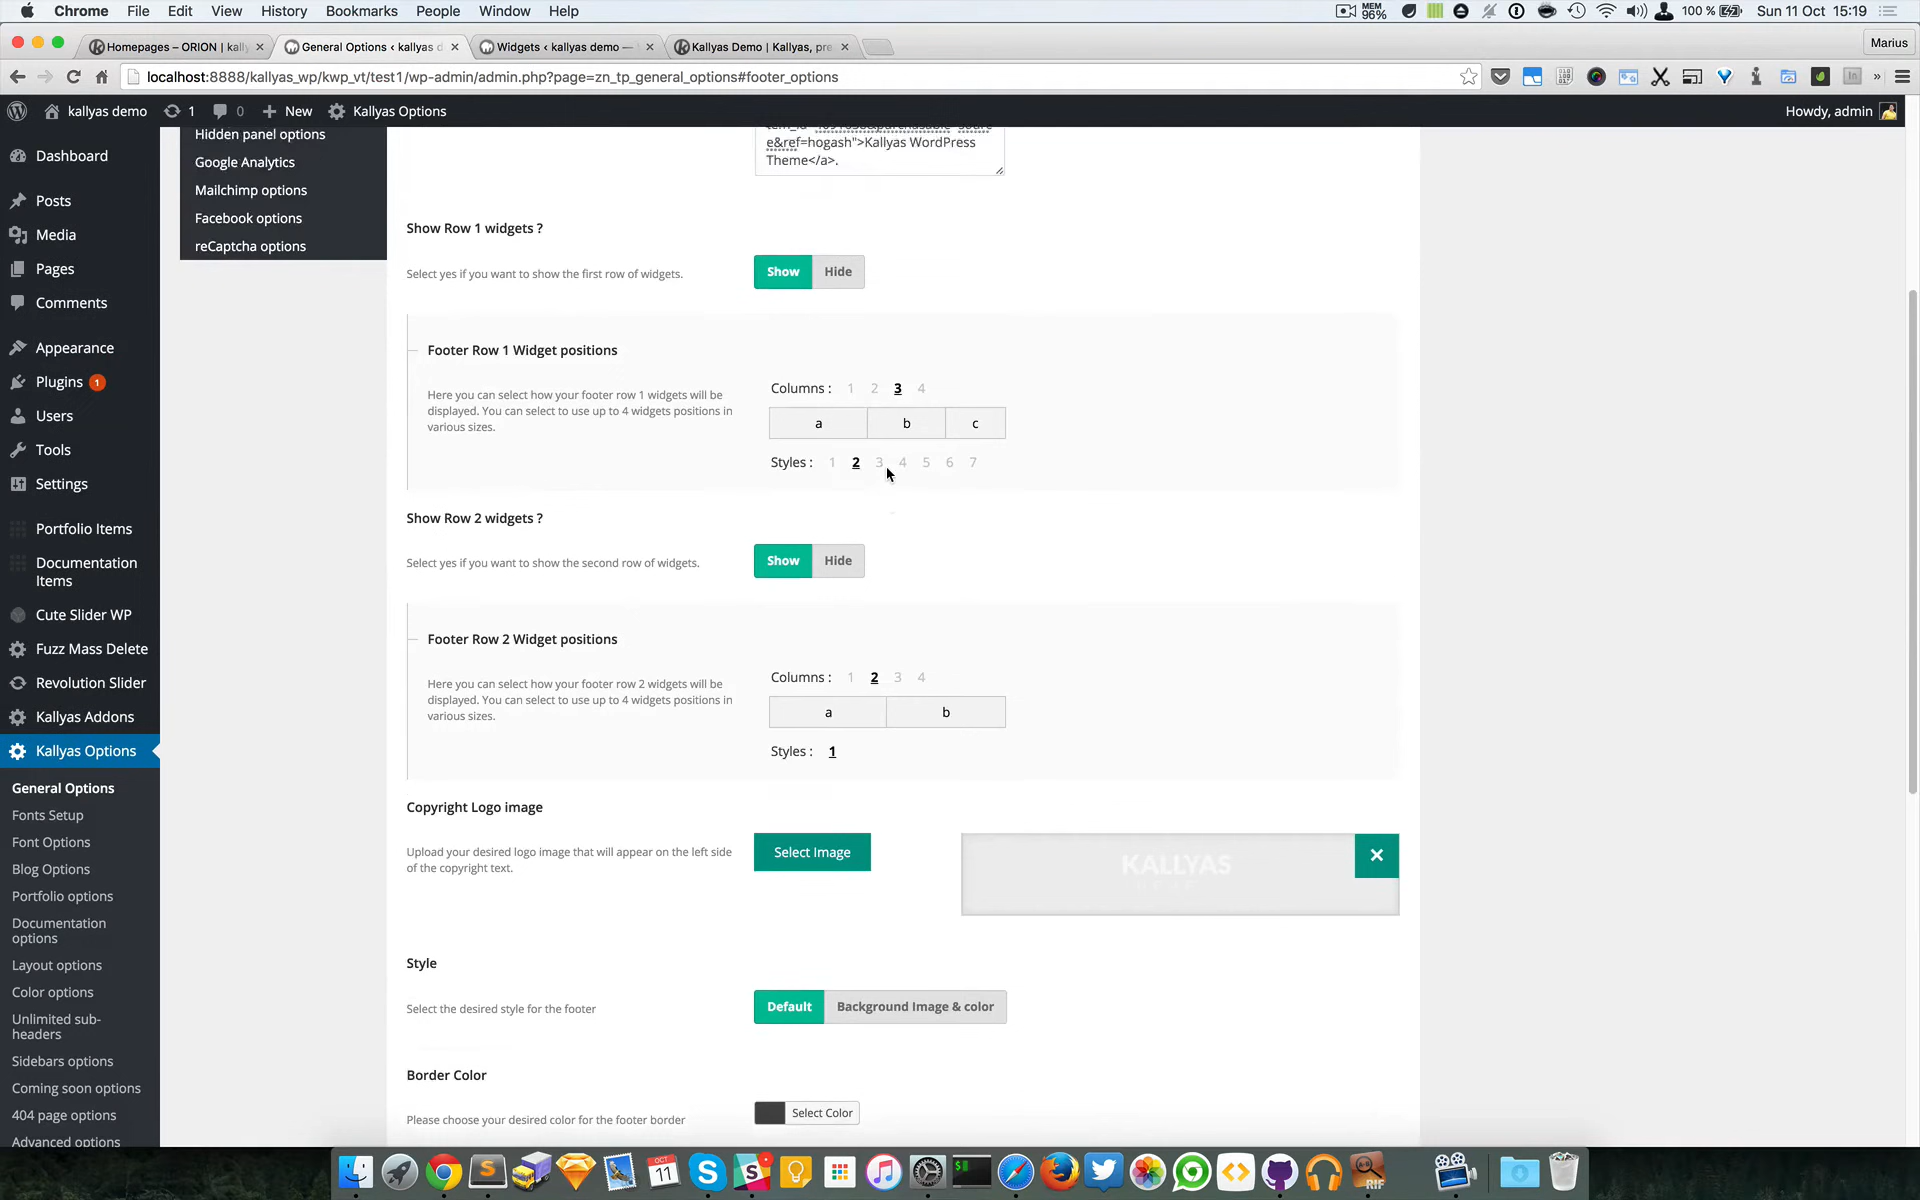 Chrome File Edit View History Bookmarks People Window Help
MEM 96% 100 % Sun 11 Oct 15:19
Homepages – ORION | kally
General Options ‹ kallyas d
Widgets ‹ kallyas demo —
Kallyas Demo | Kallyas, pre
Marius
localhost:8888/kallyas_wp/kwp_vt/test1/wp-admin/admin.php?page=zn_tp_general_options#footer_options
kallyas demo 1 0 New Kallyas Options
Howdy, admin
Dashboard
Posts
Media
Pages
Comments
Appearance
Plugins 1
Users
Tools
Settings
Portfolio Items
Documentation
Items
Cute Slider WP
Fuzz Mass Delete
Revolution Slider
Kallyas Addons
Kallyas Options
General Options
Fonts Setup
Font Options
Blog Options
Portfolio options
Documentation
options
Layout options
Color options
Unlimited sub-
headers
Sidebars options
Coming soon options
404 page options
Advanced options
Hidden panel options
Google Analytics
Mailchimp options
Facebook options
reCaptcha options
e&ref=hogash">Kallyas WordPress
Theme</a>.
Show Row 1 widgets ?
Select yes if you want to show the first row of widgets.
Show Hide
Footer Row 1 Widget positions
Here you can select how your footer row 1 widgets will be
displayed. You can select to use up to 4 widgets positions in
various sizes.
Columns : 1 2 3 4
a b c
Styles : 1 2 3 4 5 6 7
Show Row 2 widgets ?
Select yes if you want to show the second row of widgets.
Show Hide
Footer Row 2 Widget positions
Here you can select how your footer row 2 widgets will be
displayed. You can select to use up to 4 widgets positions in
various sizes.
Columns : 1 2 3 4
a b
Styles : 1
Copyright Logo image
Upload your desired logo image that will appear on the left side
of the copyright text.
Select Image
KALLYAS
Style
Select the desired style for the footer
Default Background Image & color
Border Color
Please choose your desired color for the footer border
Select Color
OCT
11
RIF